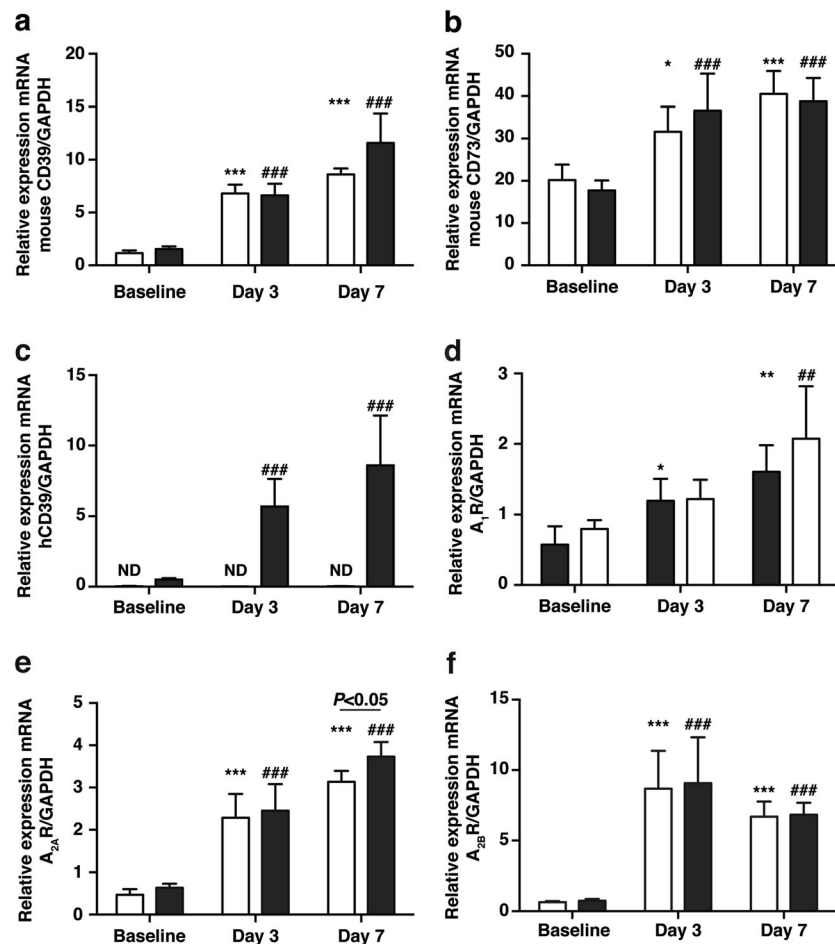 a
Relative expression mRNA
mouse CD39/GAPDH
20
15
10
5
0
*** ###
*** ###
Baseline Day 3 Day 7
b
Relative expression mRNA
mouse CD73/GAPDH
50
40
30
20
10
0
* ### *** ###
Baseline Day 3 Day 7
c
Relative expression mRNA
hCD39/GAPDH
15
10
5
0
###
###
ND ND ND
Baseline Day 3 Day 7
d
Relative expression mRNA
A1R/GAPDH
3
2
1
0
** ##
*
Baseline Day 3 Day 7
e
Relative expression mRNA
A2AR/GAPDH
5
4
3
2
1
0
P<0.05
*** ###
*** ###
Baseline Day 3 Day 7
f
Relative expression mRNA
A2BR/GAPDH
15
10
5
0
*** ###
*** ###
Baseline Day 3 Day 7